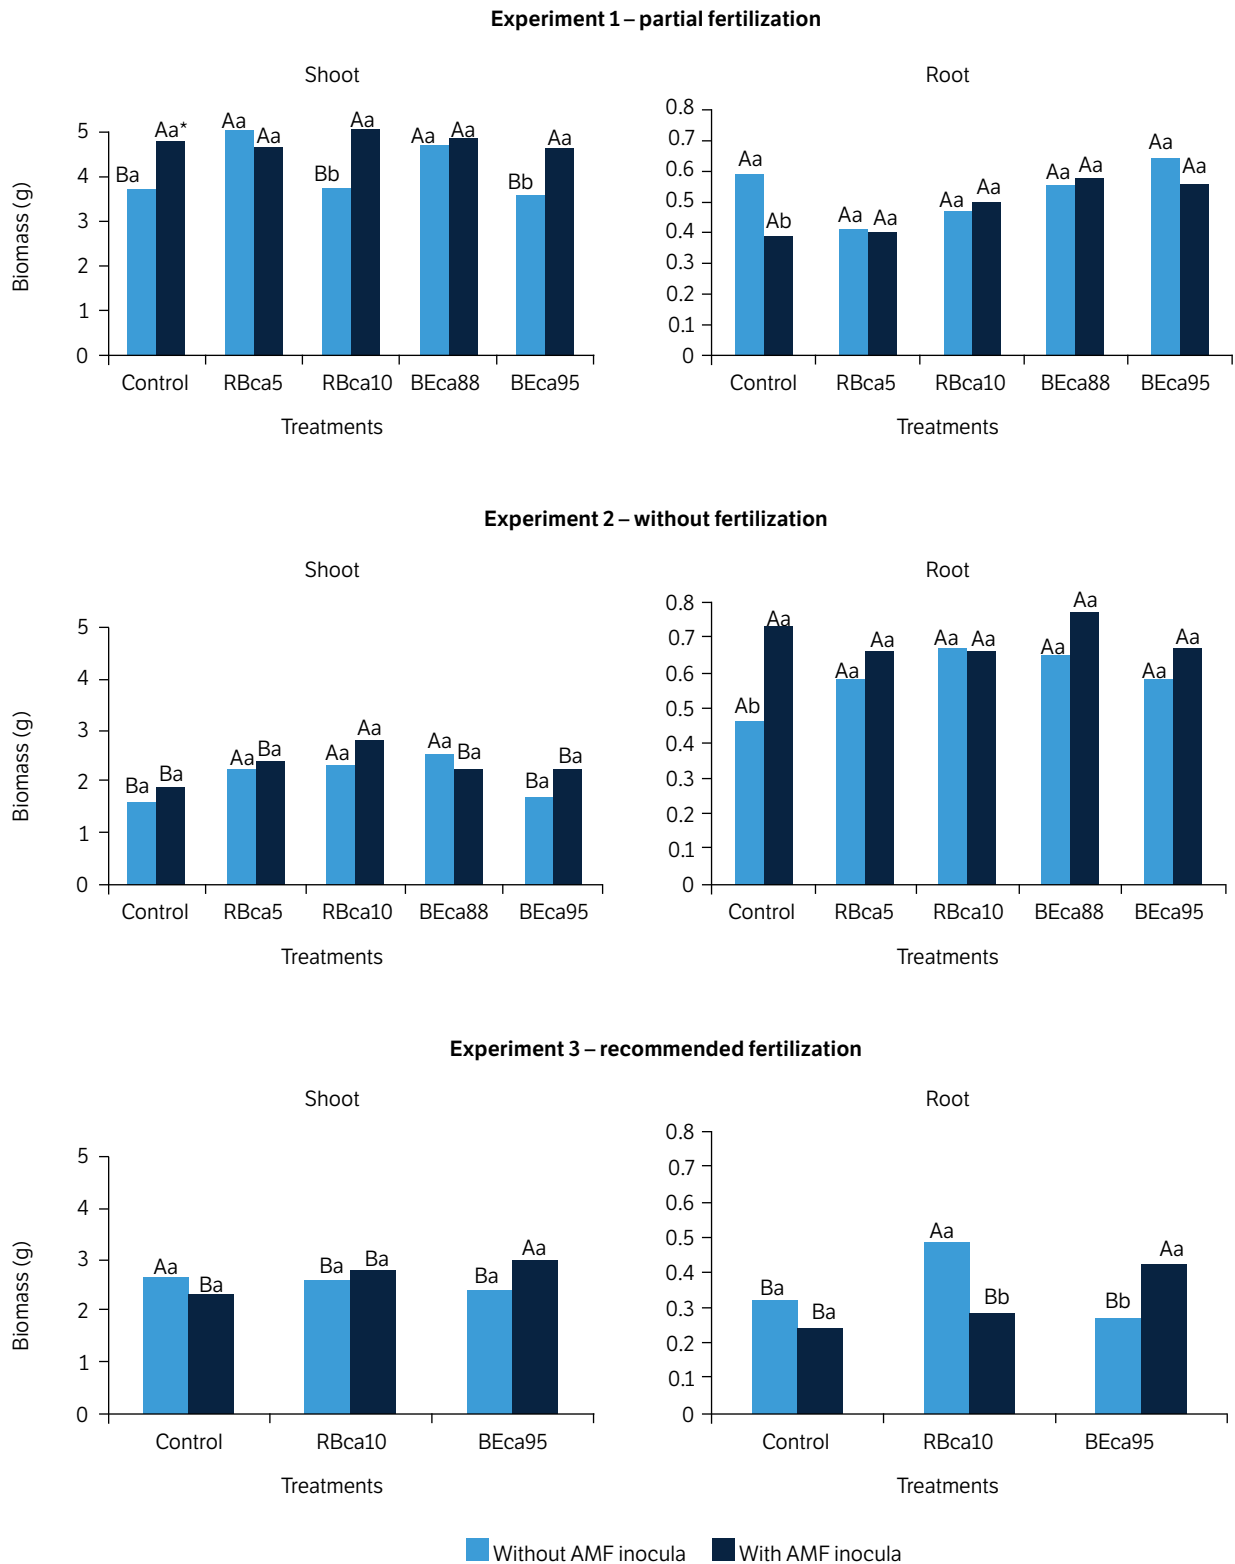 Experiment 1 – partial fertilization
Shoot
Biomass (g)
5
4
3
2
1
0
Ba
Aa*
Aa
Aa
Bb
Aa
Aa
Aa
Bb
Aa
Control RBca5 RBca10 BEca88 BEca95
Treatments
Root
0.8
0.7
0.6
0.5
0.4
0.3
0.2
0.1
0
Aa
Ab
Aa
Aa
Aa
Aa
Aa
Aa
Aa
Aa
Control RBca5 RBca10 BEca88 BEca95
Treatments
Experiment 2 – without fertilization
Shoot
Biomass (g)
5
4
3
2
1
0
Ba
Ba
Aa
Ba
Aa
Aa
Aa
Ba
Ba
Ba
Control RBca5 RBca10 BEca88 BEca95
Treatments
Root
0.8
0.7
0.6
0.5
0.4
0.3
0.2
0.1
0
Ab
Aa
Aa
Aa
Aa
Aa
Aa
Aa
Aa
Aa
Control RBca5 RBca10 BEca88 BEca95
Treatments
Experiment 3 – recommended fertilization
Shoot
Biomass (g)
5
4
3
2
1
0
Aa
Ba
Ba
Ba
Ba
Aa
Control RBca10 BEca95
Treatments
Root
0.8
0.7
0.6
0.5
0.4
0.3
0.2
0.1
0
Ba
Ba
Aa
Bb
Bb
Aa
Control RBca10 BEca95
Treatments
Without AMF inocula With AMF inocula